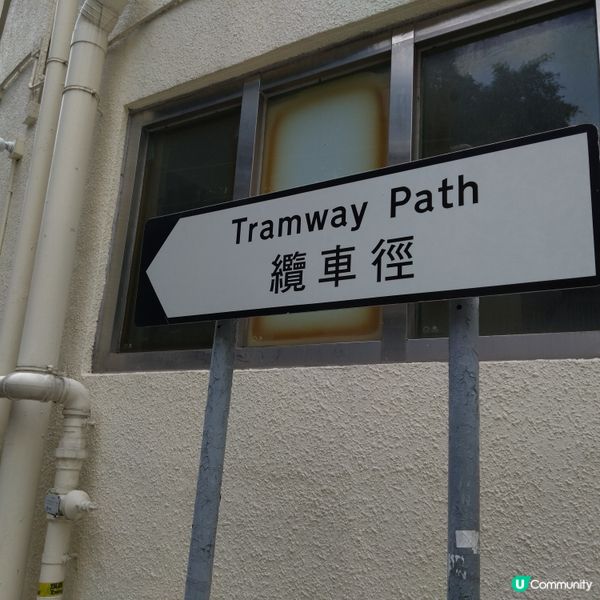 Tramway Path
纜車徑
U Community